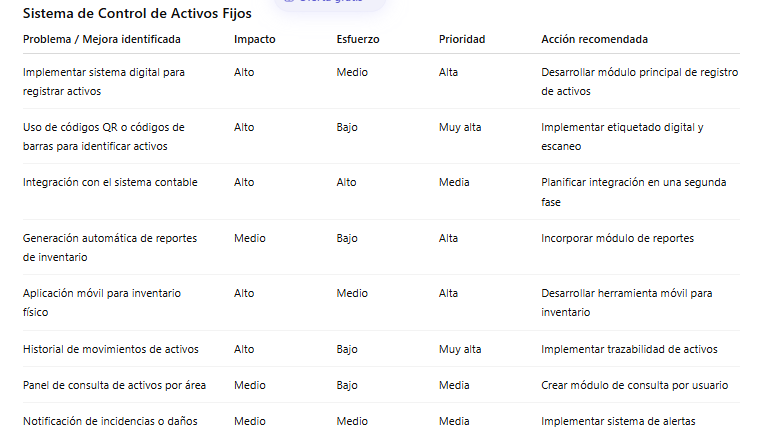 Sistema de Control de Activos Fijos
Problema / Mejora identificada Impacto Esfuerzo Prioridad Acción recomendada
Implementar sistema digital para registrar activos Alto Medio Alta Desarrollar módulo principal de registro de activos
Uso de códigos QR o códigos de barras para identificar activos Alto Bajo Muy alta Implementar etiquetado digital y escaneo
Integración con el sistema contable Alto Alto Media Planificar integración en una segunda fase
Generación automática de reportes de inventario Medio Bajo Alta Incorporar módulo de reportes
Aplicación móvil para inventario físico Alto Medio Alta Desarrollar herramienta móvil para inventario
Historial de movimientos de activos Alto Bajo Muy alta Implementar trazabilidad de activos
Panel de consulta de activos por área Medio Bajo Media Crear módulo de consulta por usuario
Notificación de incidencias o daños Medio Medio Media Implementar sistema de alertas